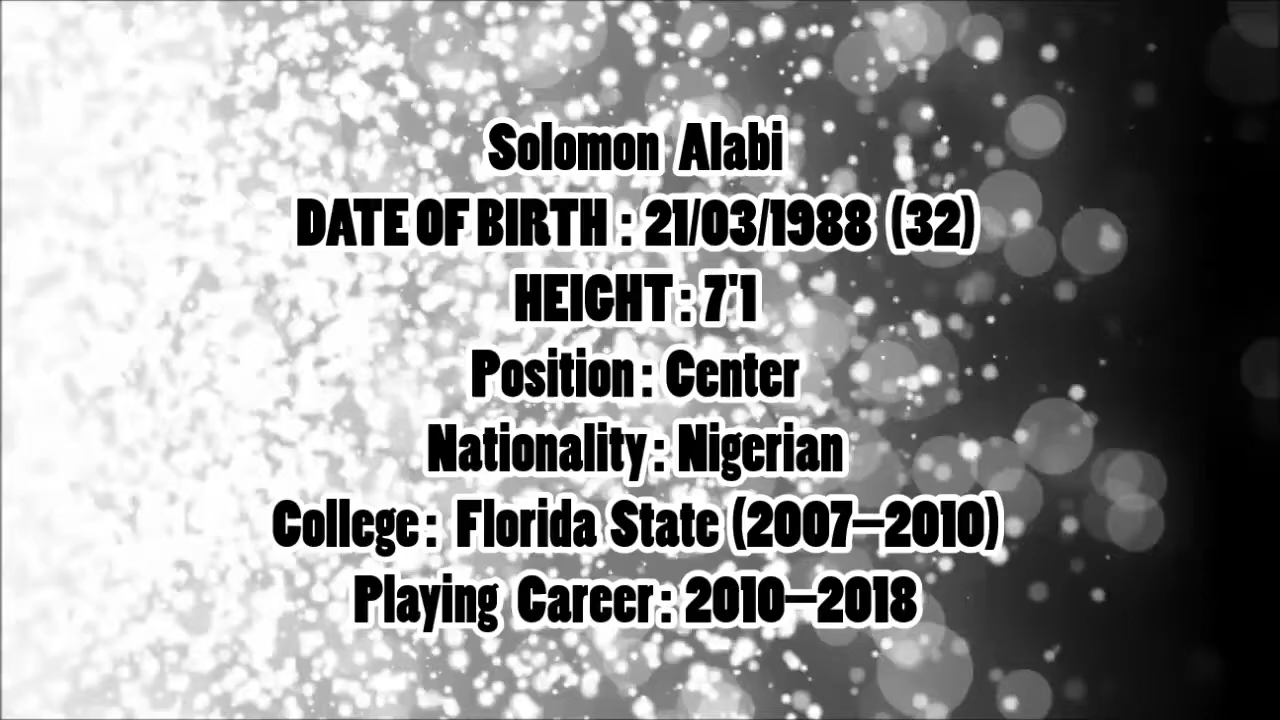 Solomon Alabi
DATE OF BIRTH : 21/03/1988 (32)
HEIGHT : 7'1
Position : Center
Nationality : Nigerian
College : Florida State (2007–2010)
Playing Career : 2010–2018